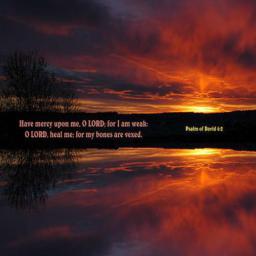 Have mercy upon me, O LORD; for I am weak:
O LORD, heal me; for my bones are vexed.
Psalm of David 6:2